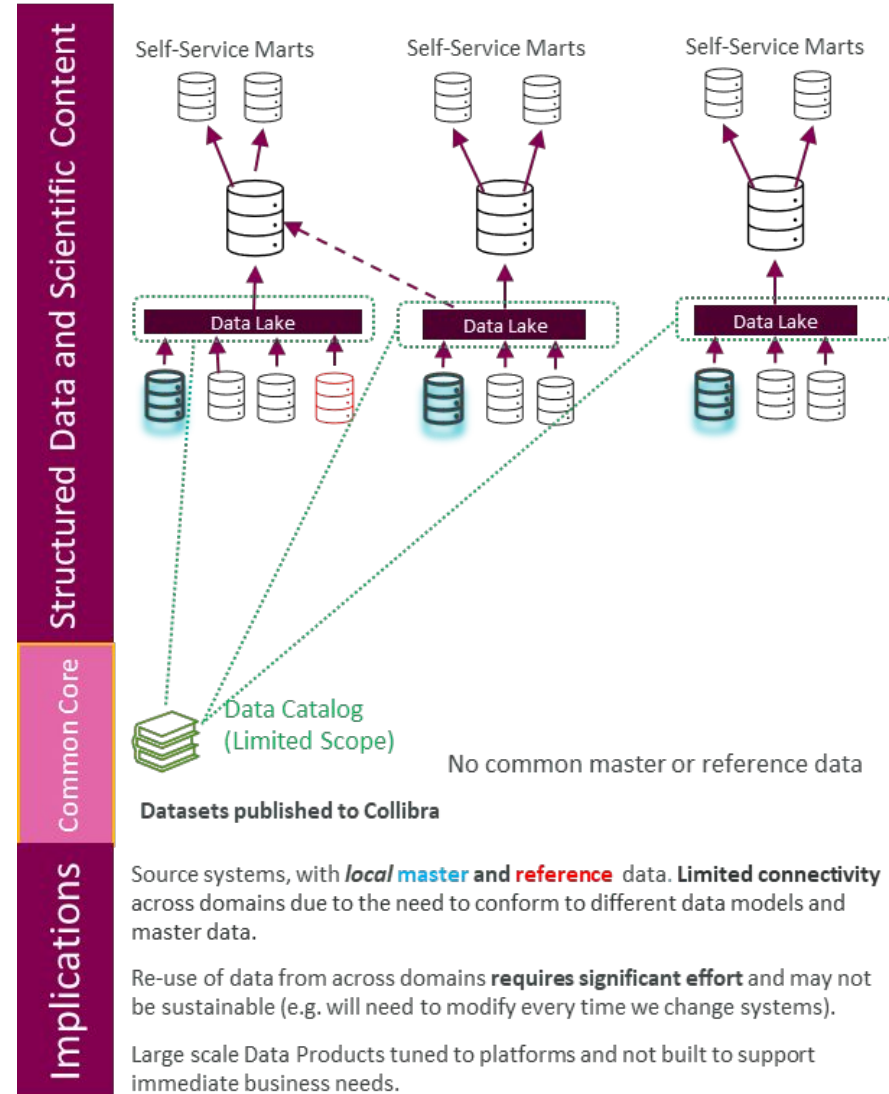 Structured Data and Scientific Content
Self-Service Marts
Self-Service Marts
Self-Service Marts
Data Lake
Data Lake
Data Lake
Common Core
Data Catalog
(Limited Scope)
No common master or reference data
Datasets published to Collibra
Implications
Source systems, with local master and reference data. Limited connectivity
across domains due to the need to conform to different data models and
master data.
Re-use of data from across domains requires significant effort and may not
be sustainable (e.g. will need to modify every time we change systems).
Large scale Data Products tuned to platforms and not built to support
immediate business needs.